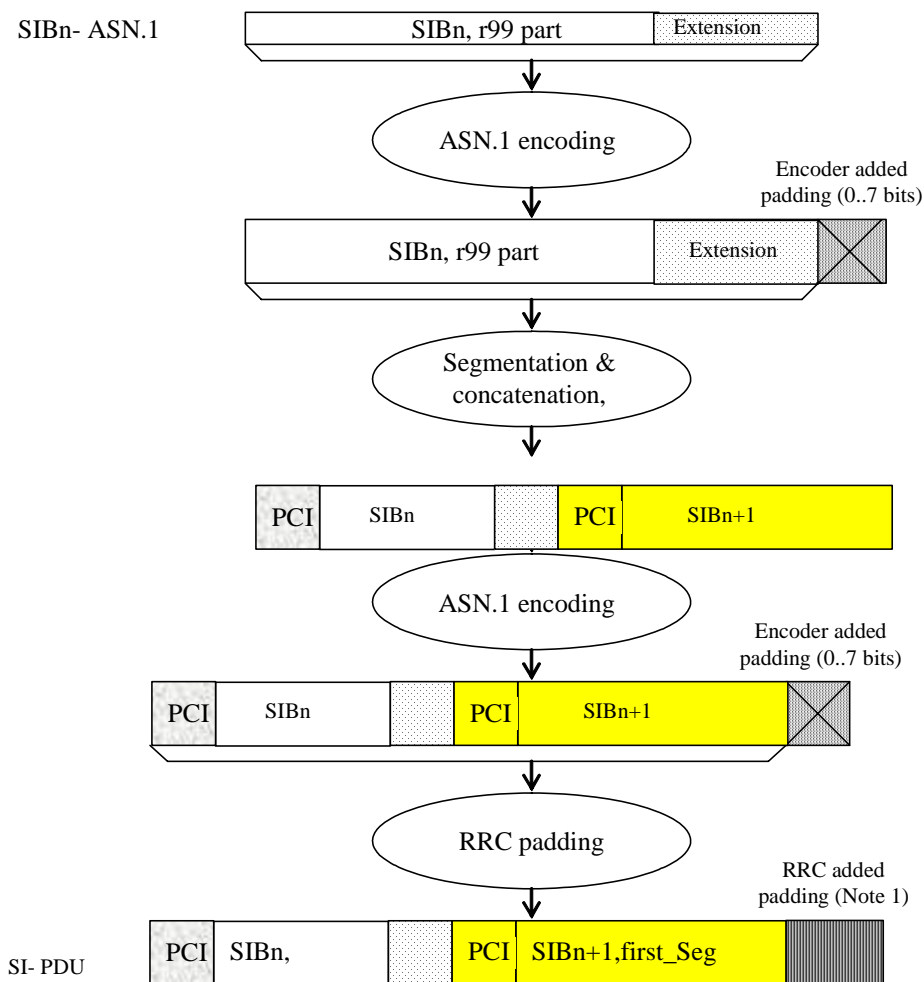 SIBn- ASN.1
SIBn, r99 part
Extension
ASN.1 encoding
Encoder added
padding (0..7 bits)
SIBn, r99 part
Extension
Segmentation &
concatenation,
PCI
SIBn
PCI
SIBn+1
ASN.1 encoding
Encoder added
padding (0..7 bits)
PCI
SIBn
PCI
SIBn+1
RRC padding
RRC added
padding (Note 1)
SI- PDU
PCI
SIBn,
PCI
SIBn+1,first_Seg